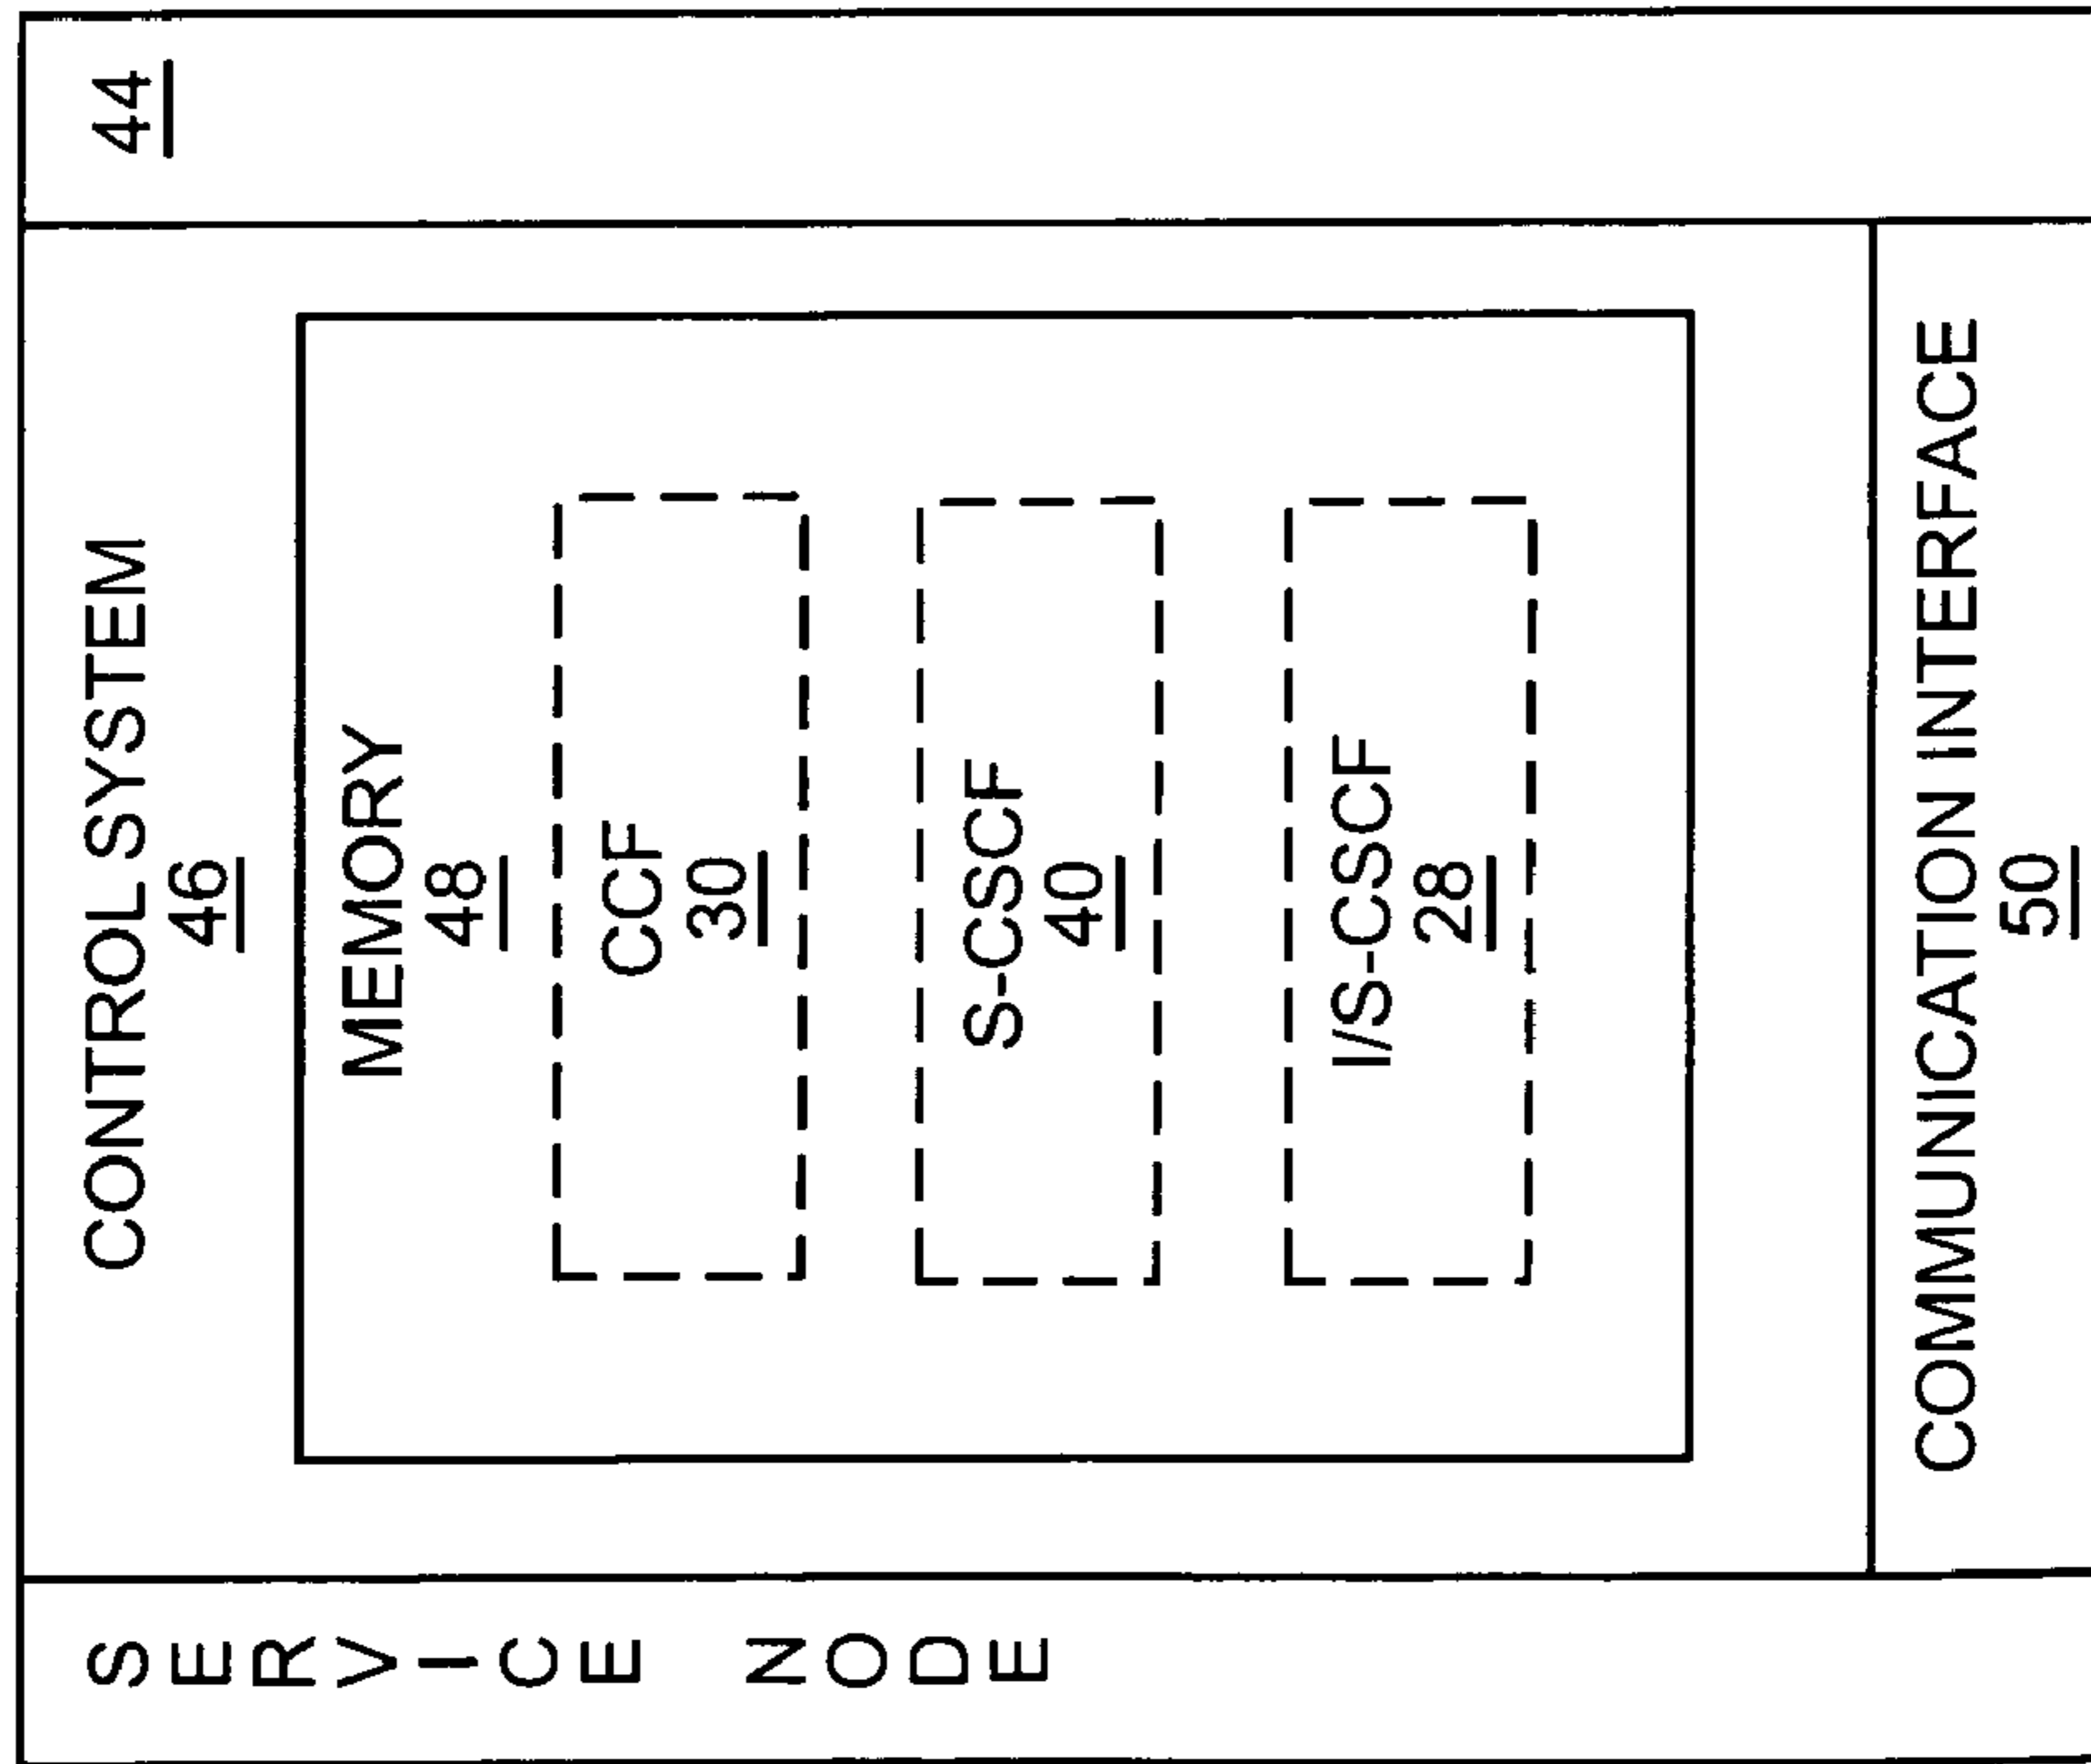 SERVICE NODE
44
CONTROL SYSTEM
46
MEMORY
48
CCF
30
S-CSCF
40
I/S-CSCF
28
COMMUNICATION INTERFACE
50